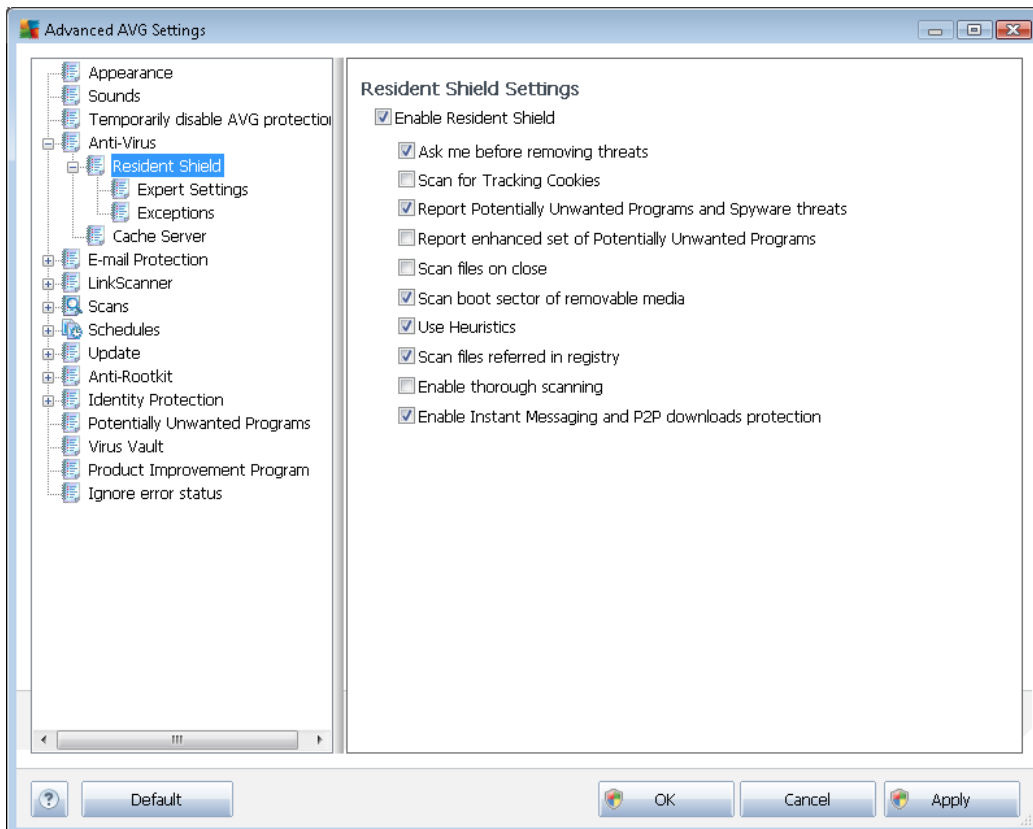 Advanced AVG Settings
Appearance
Sounds
Temporarily disable AVG protection
Anti-Virus
Resident Shield
Expert Settings
Exceptions
Cache Server
E-mail Protection
LinkScanner
Scans
Schedules
Update
Anti-Rootkit
Identity Protection
Potentially Unwanted Programs
Virus Vault
Product Improvement Program
Ignore error status
Resident Shield Settings
Enable Resident Shield
Ask me before removing threats
Scan for Tracking Cookies
Report Potentially Unwanted Programs and Spyware threats
Report enhanced set of Potentially Unwanted Programs
Scan files on close
Scan boot sector of removable media
Use Heuristics
Scan files referred in registry
Enable thorough scanning
Enable Instant Messaging and P2P downloads protection
?
Default
OK
Cancel
Apply